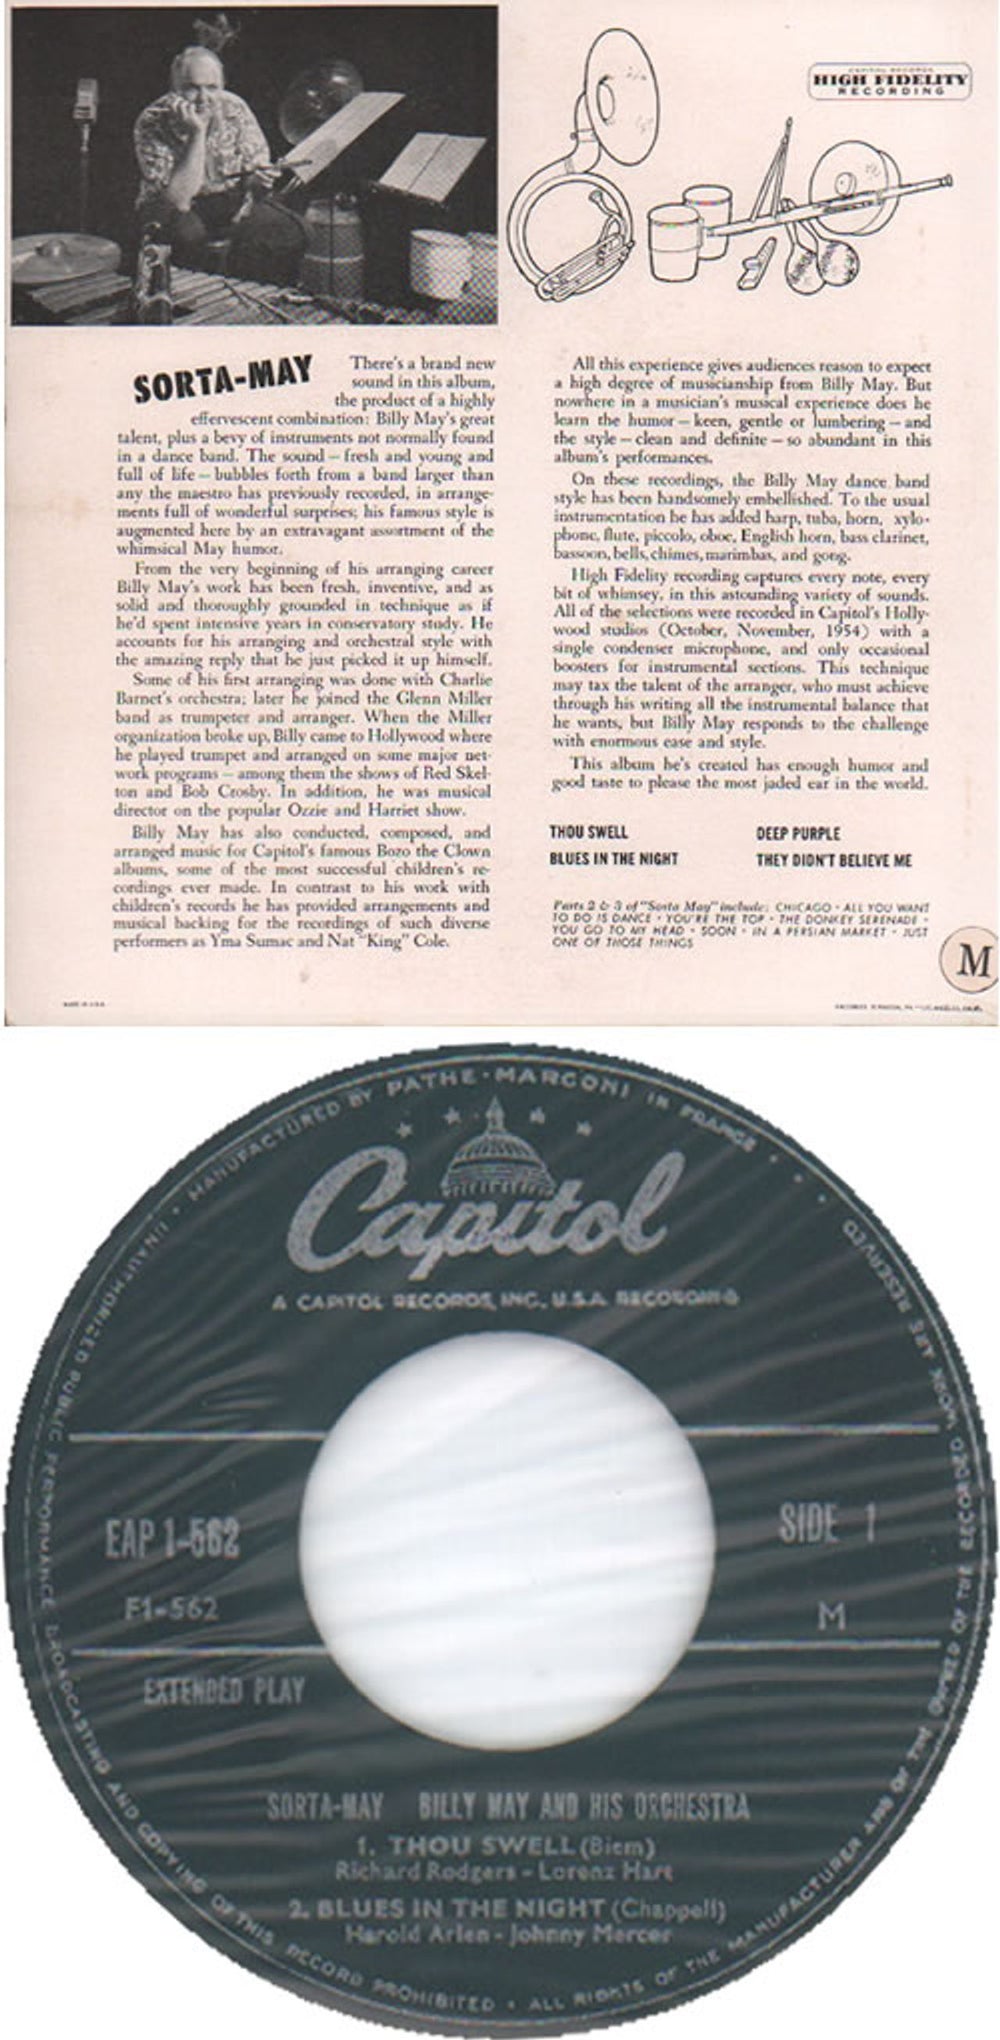 CAPITOL RECORDS
HIGH FIDELITY
RECORDING
SORTA-MAY
There's a brand new
sound in this album,
the product of a highly
effervescent combination: Billy May's great
talent, plus a bevy of instruments not normally found
in a dance band. The sound — fresh and young and
full of life — bubbles forth from a band larger than
any the maestro has previously recorded, in arrange-
ments full of wonderful surprises; his famous style is
augmented here by an extravagant assortment of the
whimsical May humor.
From the very beginning of his arranging career
Billy May's work has been fresh, inventive, and as
solid and thoroughly grounded in technique as if
he'd spent intensive years in conservatory study. He
accounts for his arranging and orchestral style with
the amazing reply that he just picked it up himself.
Some of his first arranging was done with Charlie
Barnet's orchestra; later he joined the Glenn Miller
band as trumpeter and arranger. When the Miller
organization broke up, Billy came to Hollywood where
he played trumpet and arranged on some major net-
work programs — among them the shows of Red Skel-
ton and Bob Crosby. In addition, he was musical
director on the popular Ozzie and Harriet show.
Billy May has also conducted, composed, and
arranged music for Capitol's famous Bozo the Clown
albums, some of the most successful children's re-
cordings ever made. In contrast to his work with
children's records he has provided arrangements and
musical backing for the recordings of such diverse
performers as Yma Sumac and Nat "King" Cole.
All this experience gives audiences reason to expect
a high degree of musicianship from Billy May. But
nowhere in a musician's musical experience does he
learn the humor — keen, gentle or lumbering — and
the style — clean and definite — so abundant in this
album's performances.
On these recordings, the Billy May dance band
style has been handsomely embellished. To the usual
instrumentation he has added harp, tuba, horn, xylo-
phone, flute, piccolo, oboe, English horn, bass clarinet,
bassoon, bells, chimes, marimbas, and gong.
High Fidelity recording captures every note, every
bit of whimsey, in this astounding variety of sounds.
All of the selections were recorded in Capitol's Holly-
wood studios (October, November, 1954) with a
single condenser microphone, and only occasional
boosters for instrumental sections. This technique
may tax the talent of the arranger, who must achieve
through his writing all the instrumental balance that
he wants, but Billy May responds to the challenge
with enormous ease and style.
This album he's created has enough humor and
good taste to please the most jaded ear in the world.
THOU SWELL
BLUES IN THE NIGHT
DEEP PURPLE
THEY DIDN'T BELIEVE ME
Parts 2 & 3 of "Sorta May" include: CHICAGO · ALL YOU WANT
TO DO IS DANCE · YOU'RE THE TOP · THE DONKEY SERENADE ·
YOU GO TO MY HEAD · SOON · IN A PERSIAN MARKET · JUST
ONE OF THOSE THINGS
M
MADE IN U.S.A.
MANUFACTURED BY PATHE-MARCONI IN FRANCE
Capitol
A CAPITOL RECORDS, INC. U.S.A. RECORDING
EAP 1-562
F1-562
EXTENDED PLAY
SIDE 1
M
SORTA-MAY BILLY MAY AND HIS ORCHESTRA
1. THOU SWELL (Biem)
Richard Rodgers - Lorenz Hart
2. BLUES IN THE NIGHT (Chappell)
Harold Arlen - Johnny Mercer
UNAUTHORIZED PUBLIC PERFORMANCE BROADCASTING AND COPYING OF THIS RECORD PROHIBITED • ALL RIGHTS OF THE MANUFACTURER AND OF THE OWNER OF THE RECORDED WORK ARE RESERVED